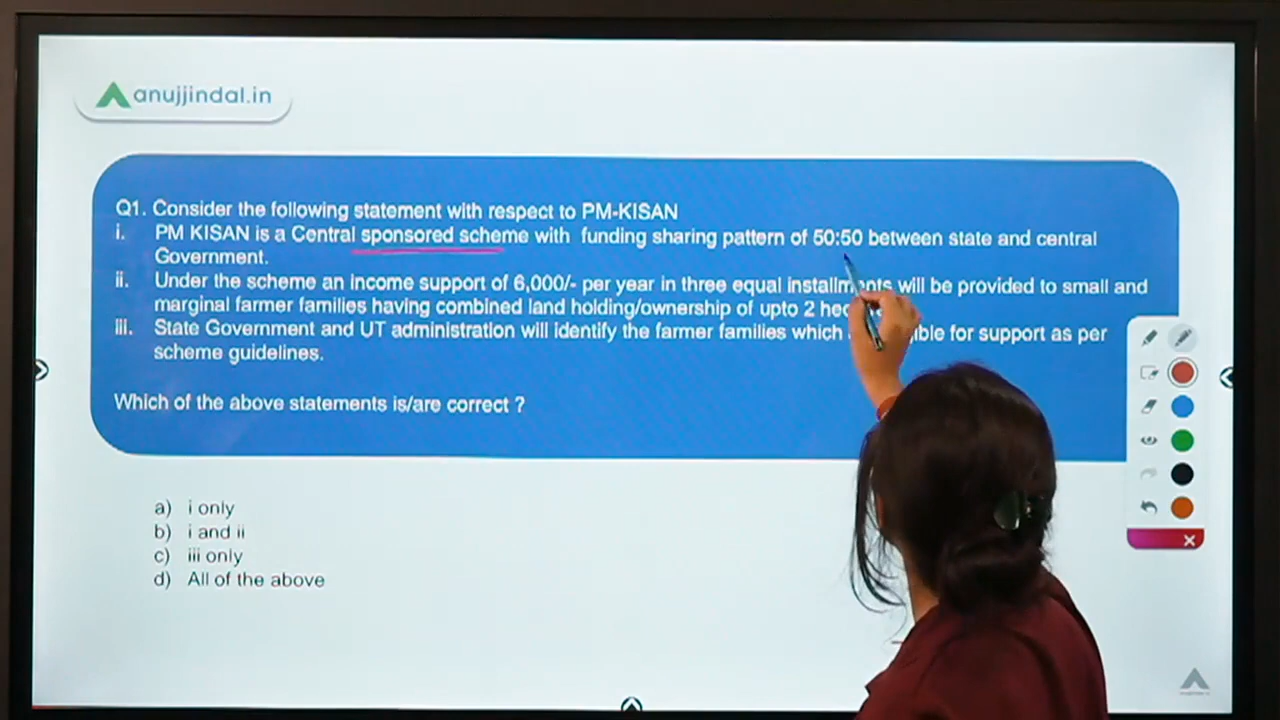 anujjindal.in
Q1. Consider the following statement with respect to PM-KISAN
i. PM KISAN is a Central sponsored scheme with funding sharing pattern of 50:50 between state and central
Government.
ii. Under the scheme an income support of 6,000/- per year in three equal installments will be provided to small and
marginal farmer families having combined land holding/ownership of upto 2
iii. State Government and UT administration will identify the farmer families which for support as per
scheme guidelines.
Which of the above statements is/are correct ?
a) i only
b) i and ii
c) iii only
d) All of the above